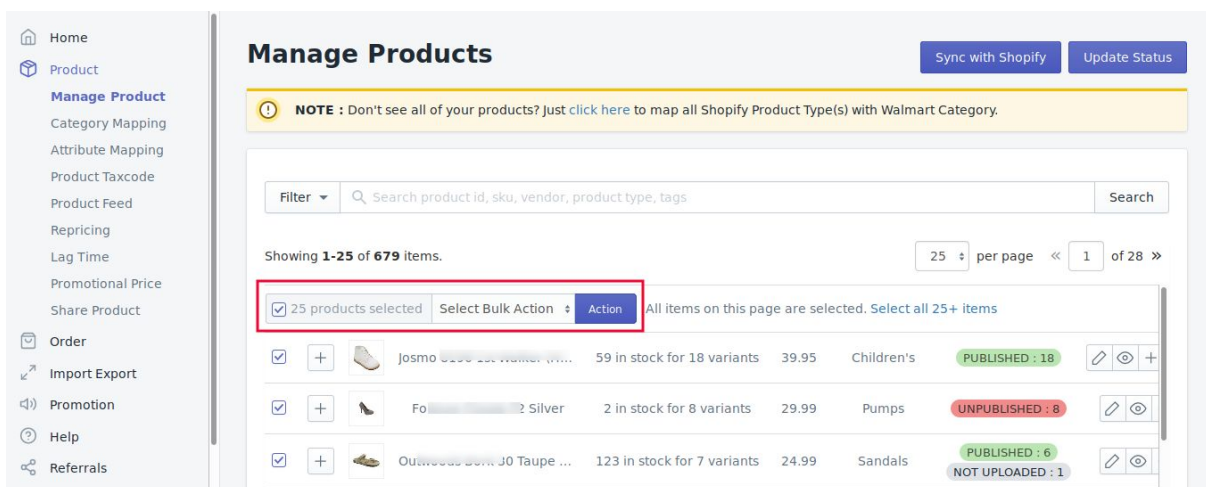 Home
Product
Manage Product
Category Mapping
Attribute Mapping
Product Taxcode
Product Feed
Repricing
Lag Time
Promotional Price
Share Product
Order
Import Export
Promotion
Help
Referrals
Manage Products
Sync with Shopify Update Status
NOTE : Don't see all of your products? Just click here to map all Shopify Product Type(s) with Walmart Category.
Filter Search product id, sku, vendor, product type, tags Search
Showing 1-25 of 679 items. 25 per page « 1 of 28 »
25 products selected Select Bulk Action Action All items on this page are selected. Select all 25+ items
Josmo 59 in stock for 18 variants 39.95 Children's PUBLISHED : 18
Silver 2 in stock for 8 variants 29.99 Pumps UNPUBLISHED : 8
30 Taupe ... 123 in stock for 7 variants 24.99 Sandals PUBLISHED : 6
NOT UPLOADED : 1